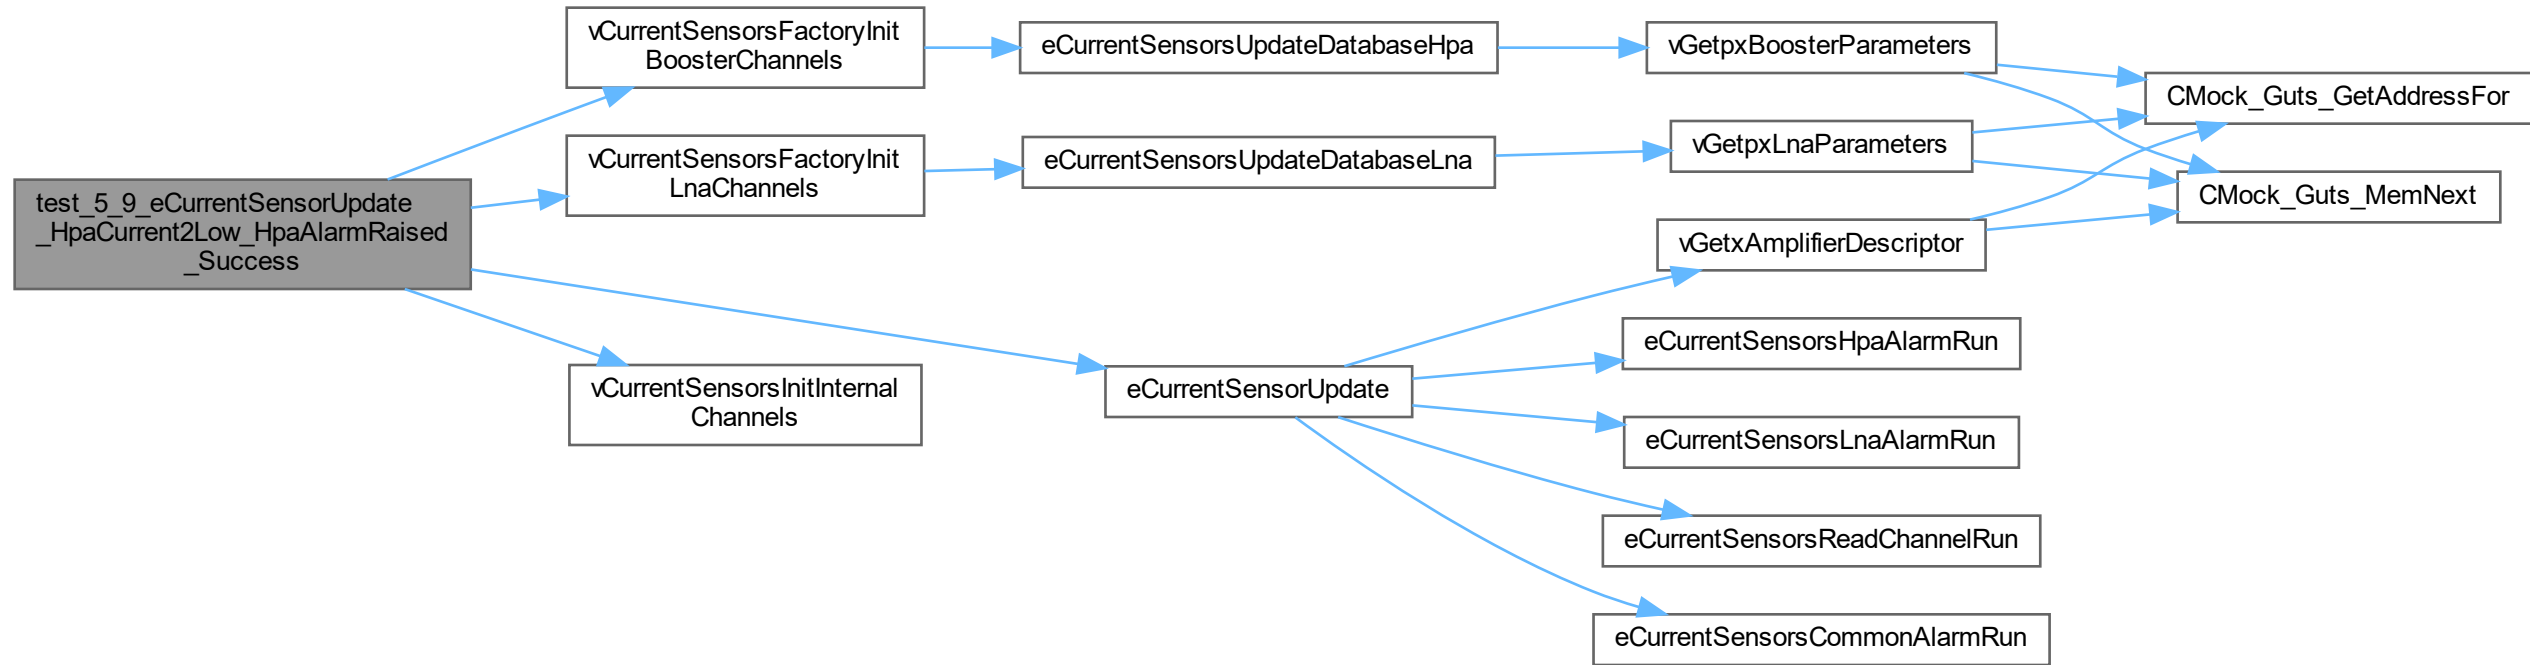 test_5_9_eCurrentSensorUpdate
_HpaCurrent2Low_HpaAlarmRaised
_Success
vCurrentSensorsFactoryInit
BoosterChannels
vCurrentSensorsFactoryInit
LnaChannels
vCurrentSensorsInitInternal
Channels
eCurrentSensorsUpdateDatabaseHpa
eCurrentSensorsUpdateDatabaseLna
eCurrentSensorUpdate
vGetpxBoosterParameters
vGetpxLnaParameters
vGetxAmplifierDescriptor
eCurrentSensorsHpaAlarmRun
eCurrentSensorsLnaAlarmRun
eCurrentSensorsReadChannelRun
eCurrentSensorsCommonAlarmRun
CMock_Guts_GetAddressFor
CMock_Guts_MemNext